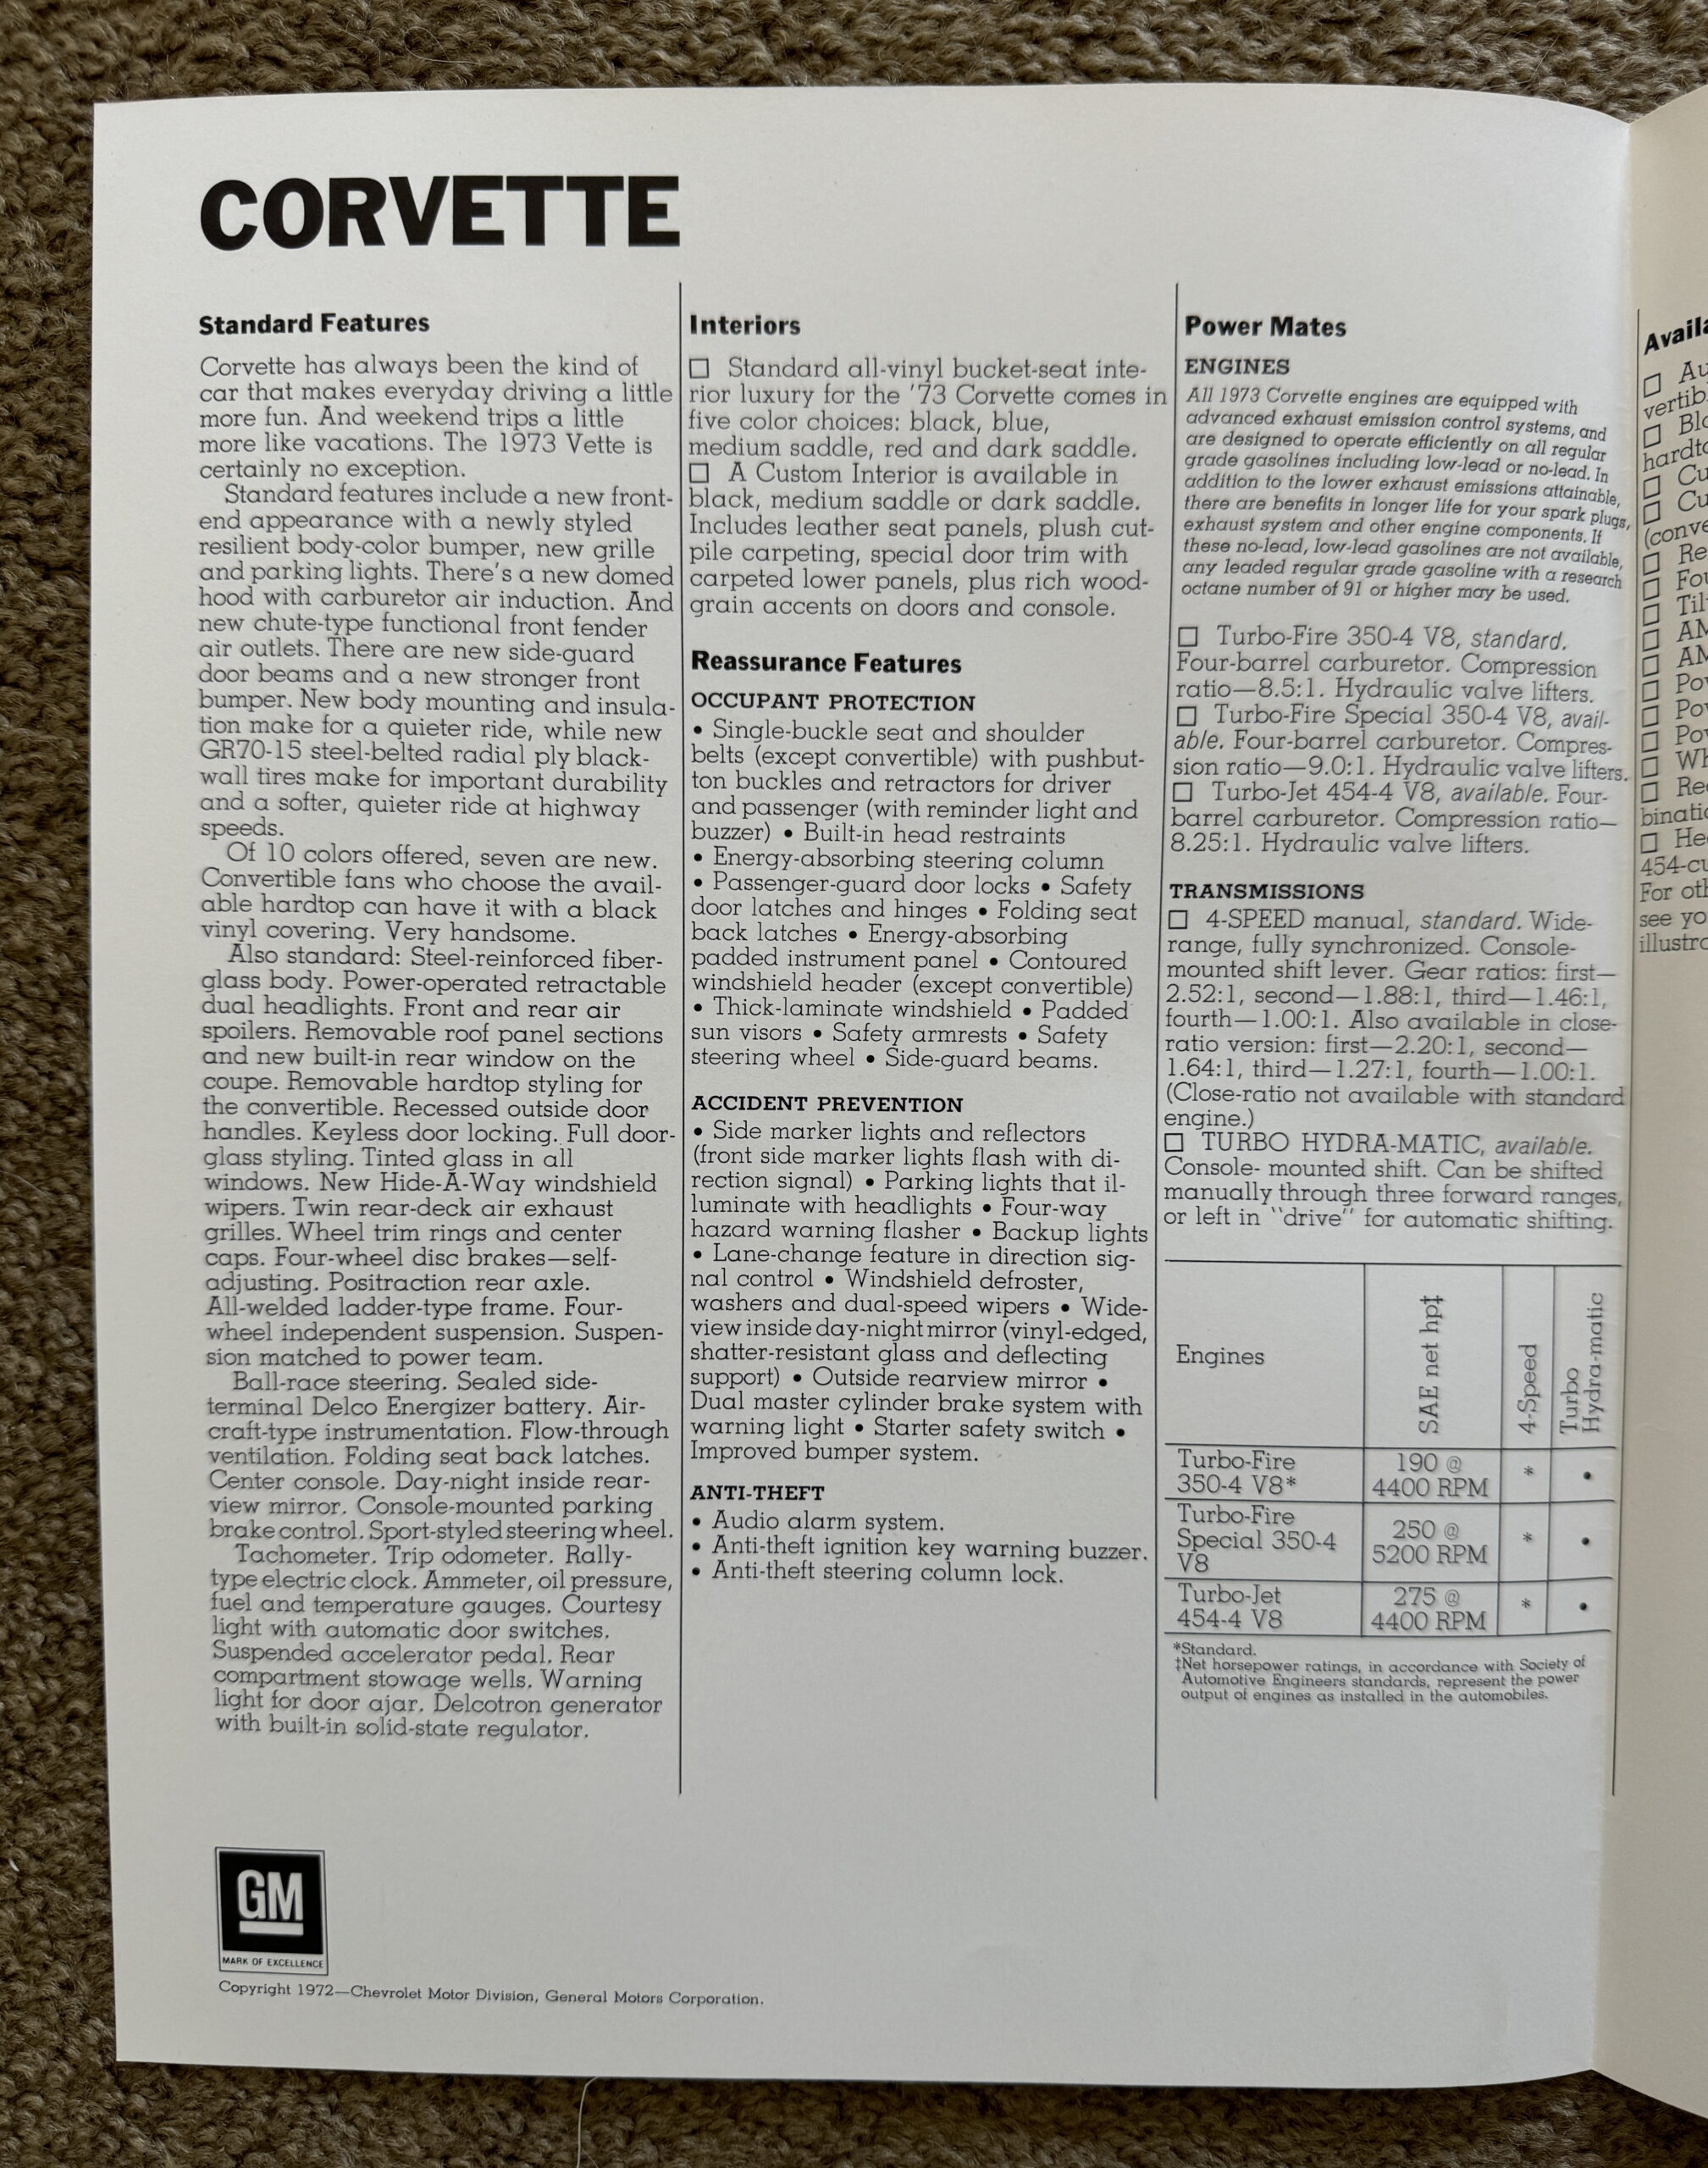 CORVETTE
Standard Features
Corvette has always been the kind of
car that makes everyday driving a little
more fun. And weekend trips a little
more like vacations. The 1973 Vette is
certainly no exception.
Standard features include a new front-
end appearance with a newly styled
resilient body-color bumper, new grille
and parking lights. There's a new domed
hood with carburetor air induction. And
new chute-type functional front fender
air outlets. There are new side-guard
door beams and a new stronger front
bumper. New body mounting and insula-
tion make for a quieter ride, while new
GR70-15 steel-belted radial ply black-
wall tires make for important durability
and a softer, quieter ride at highway
speeds.
Of 10 colors offered, seven are new.
Convertible fans who choose the avail-
able hardtop can have it with a black
vinyl covering. Very handsome.
Also standard: Steel-reinforced fiber-
glass body. Power-operated retractable
dual headlights. Front and rear air
spoilers. Removable roof panel sections
and new built-in rear window on the
coupe. Removable hardtop styling for
the convertible. Recessed outside door
handles. Keyless door locking. Full door-
glass styling. Tinted glass in all
windows. New Hide-A-Way windshield
wipers. Twin rear-deck air exhaust
grilles. Wheel trim rings and center
caps. Four-wheel disc brakes—self-
adjusting. Positraction rear axle.
All-welded ladder-type frame. Four-
wheel independent suspension. Suspen-
sion matched to power team.
Ball-race steering. Sealed side-
terminal Delco Energizer battery. Air-
craft-type instrumentation. Flow-through
ventilation. Folding seat back latches.
Center console. Day-night inside rear-
view mirror. Console-mounted parking
brake control. Sport-styled steering wheel.
Tachometer. Trip odometer. Rally-
type electric clock. Ammeter, oil pressure,
fuel and temperature gauges. Courtesy
light with automatic door switches.
Suspended accelerator pedal. Rear
compartment stowage wells. Warning
light for door ajar. Delcotron generator
with built-in solid-state regulator.
Interiors
☐ Standard all-vinyl bucket-seat inte-
rior luxury for the '73 Corvette comes in
five color choices: black, blue,
medium saddle, red and dark saddle.
☐ A Custom Interior is available in
black, medium saddle or dark saddle.
Includes leather seat panels, plush cut-
pile carpeting, special door trim with
carpeted lower panels, plus rich wood-
grain accents on doors and console.
Reassurance Features
OCCUPANT PROTECTION
• Single-buckle seat and shoulder
belts (except convertible) with pushbut-
ton buckles and retractors for driver
and passenger (with reminder light and
buzzer) • Built-in head restraints
• Energy-absorbing steering column
• Passenger-guard door locks • Safety
door latches and hinges • Folding seat
back latches • Energy-absorbing
padded instrument panel • Contoured
windshield header (except convertible)
• Thick-laminate windshield • Padded
sun visors • Safety armrests • Safety
steering wheel • Side-guard beams.
ACCIDENT PREVENTION
• Side marker lights and reflectors
(front side marker lights flash with di-
rection signal) • Parking lights that il-
luminate with headlights • Four-way
hazard warning flasher • Backup lights
• Lane-change feature in direction sig-
nal control • Windshield defroster,
washers and dual-speed wipers • Wide-
view inside day-night mirror (vinyl-edged,
shatter-resistant glass and deflecting
support) • Outside rearview mirror •
Dual master cylinder brake system with
warning light • Starter safety switch •
Improved bumper system.
ANTI-THEFT
• Audio alarm system.
• Anti-theft ignition key warning buzzer.
• Anti-theft steering column lock.
Power Mates
ENGINES
All 1973 Corvette engines are equipped with
advanced exhaust emission control systems, and
are designed to operate efficiently on all regular
grade gasolines including low-lead or no-lead. In
addition to the lower exhaust emissions attainable,
there are benefits in longer life for your spark plugs,
exhaust system and other engine components. If
these no-lead, low-lead gasolines are not available,
any leaded regular grade gasoline with a research
octane number of 91 or higher may be used.
☐ Turbo-Fire 350-4 V8, standard.
Four-barrel carburetor. Compression
ratio—8.5:1. Hydraulic valve lifters.
☐ Turbo-Fire Special 350-4 V8, avail-
able. Four-barrel carburetor. Compres-
sion ratio—9.0:1. Hydraulic valve lifters.
☐ Turbo-Jet 454-4 V8, available. Four-
barrel carburetor. Compression ratio—
8.25:1. Hydraulic valve lifters.
TRANSMISSIONS
☐ 4-SPEED manual, standard. Wide-
range, fully synchronized. Console-
mounted shift lever. Gear ratios: first—
2.52:1, second—1.88:1, third—1.46:1,
fourth—1.00:1. Also available in close-
ratio version: first—2.20:1, second—
1.64:1, third—1.27:1, fourth—1.00:1.
(Close-ratio not available with standard
engine.)
☐ TURBO HYDRA-MATIC, available.
Console- mounted shift. Can be shifted
manually through three forward ranges,
or left in "drive" for automatic shifting.
Engines
SAE net hp‡
4-Speed
Turbo
Hydra-matic
Turbo-Fire
350-4 V8*
190 @
4400 RPM
*
•
Turbo-Fire
Special 350-4
V8
250 @
5200 RPM
*
•
Turbo-Jet
454-4 V8
275 @
4400 RPM
*
•
*Standard.
‡Net horsepower ratings, in accordance with Society of
Automotive Engineers standards, represent the power
output of engines as installed in the automobiles.
GM
MARK OF EXCELLENCE
Copyright 1972—Chevrolet Motor Division, General Motors Corporation.
454-cu
For oth
see yo